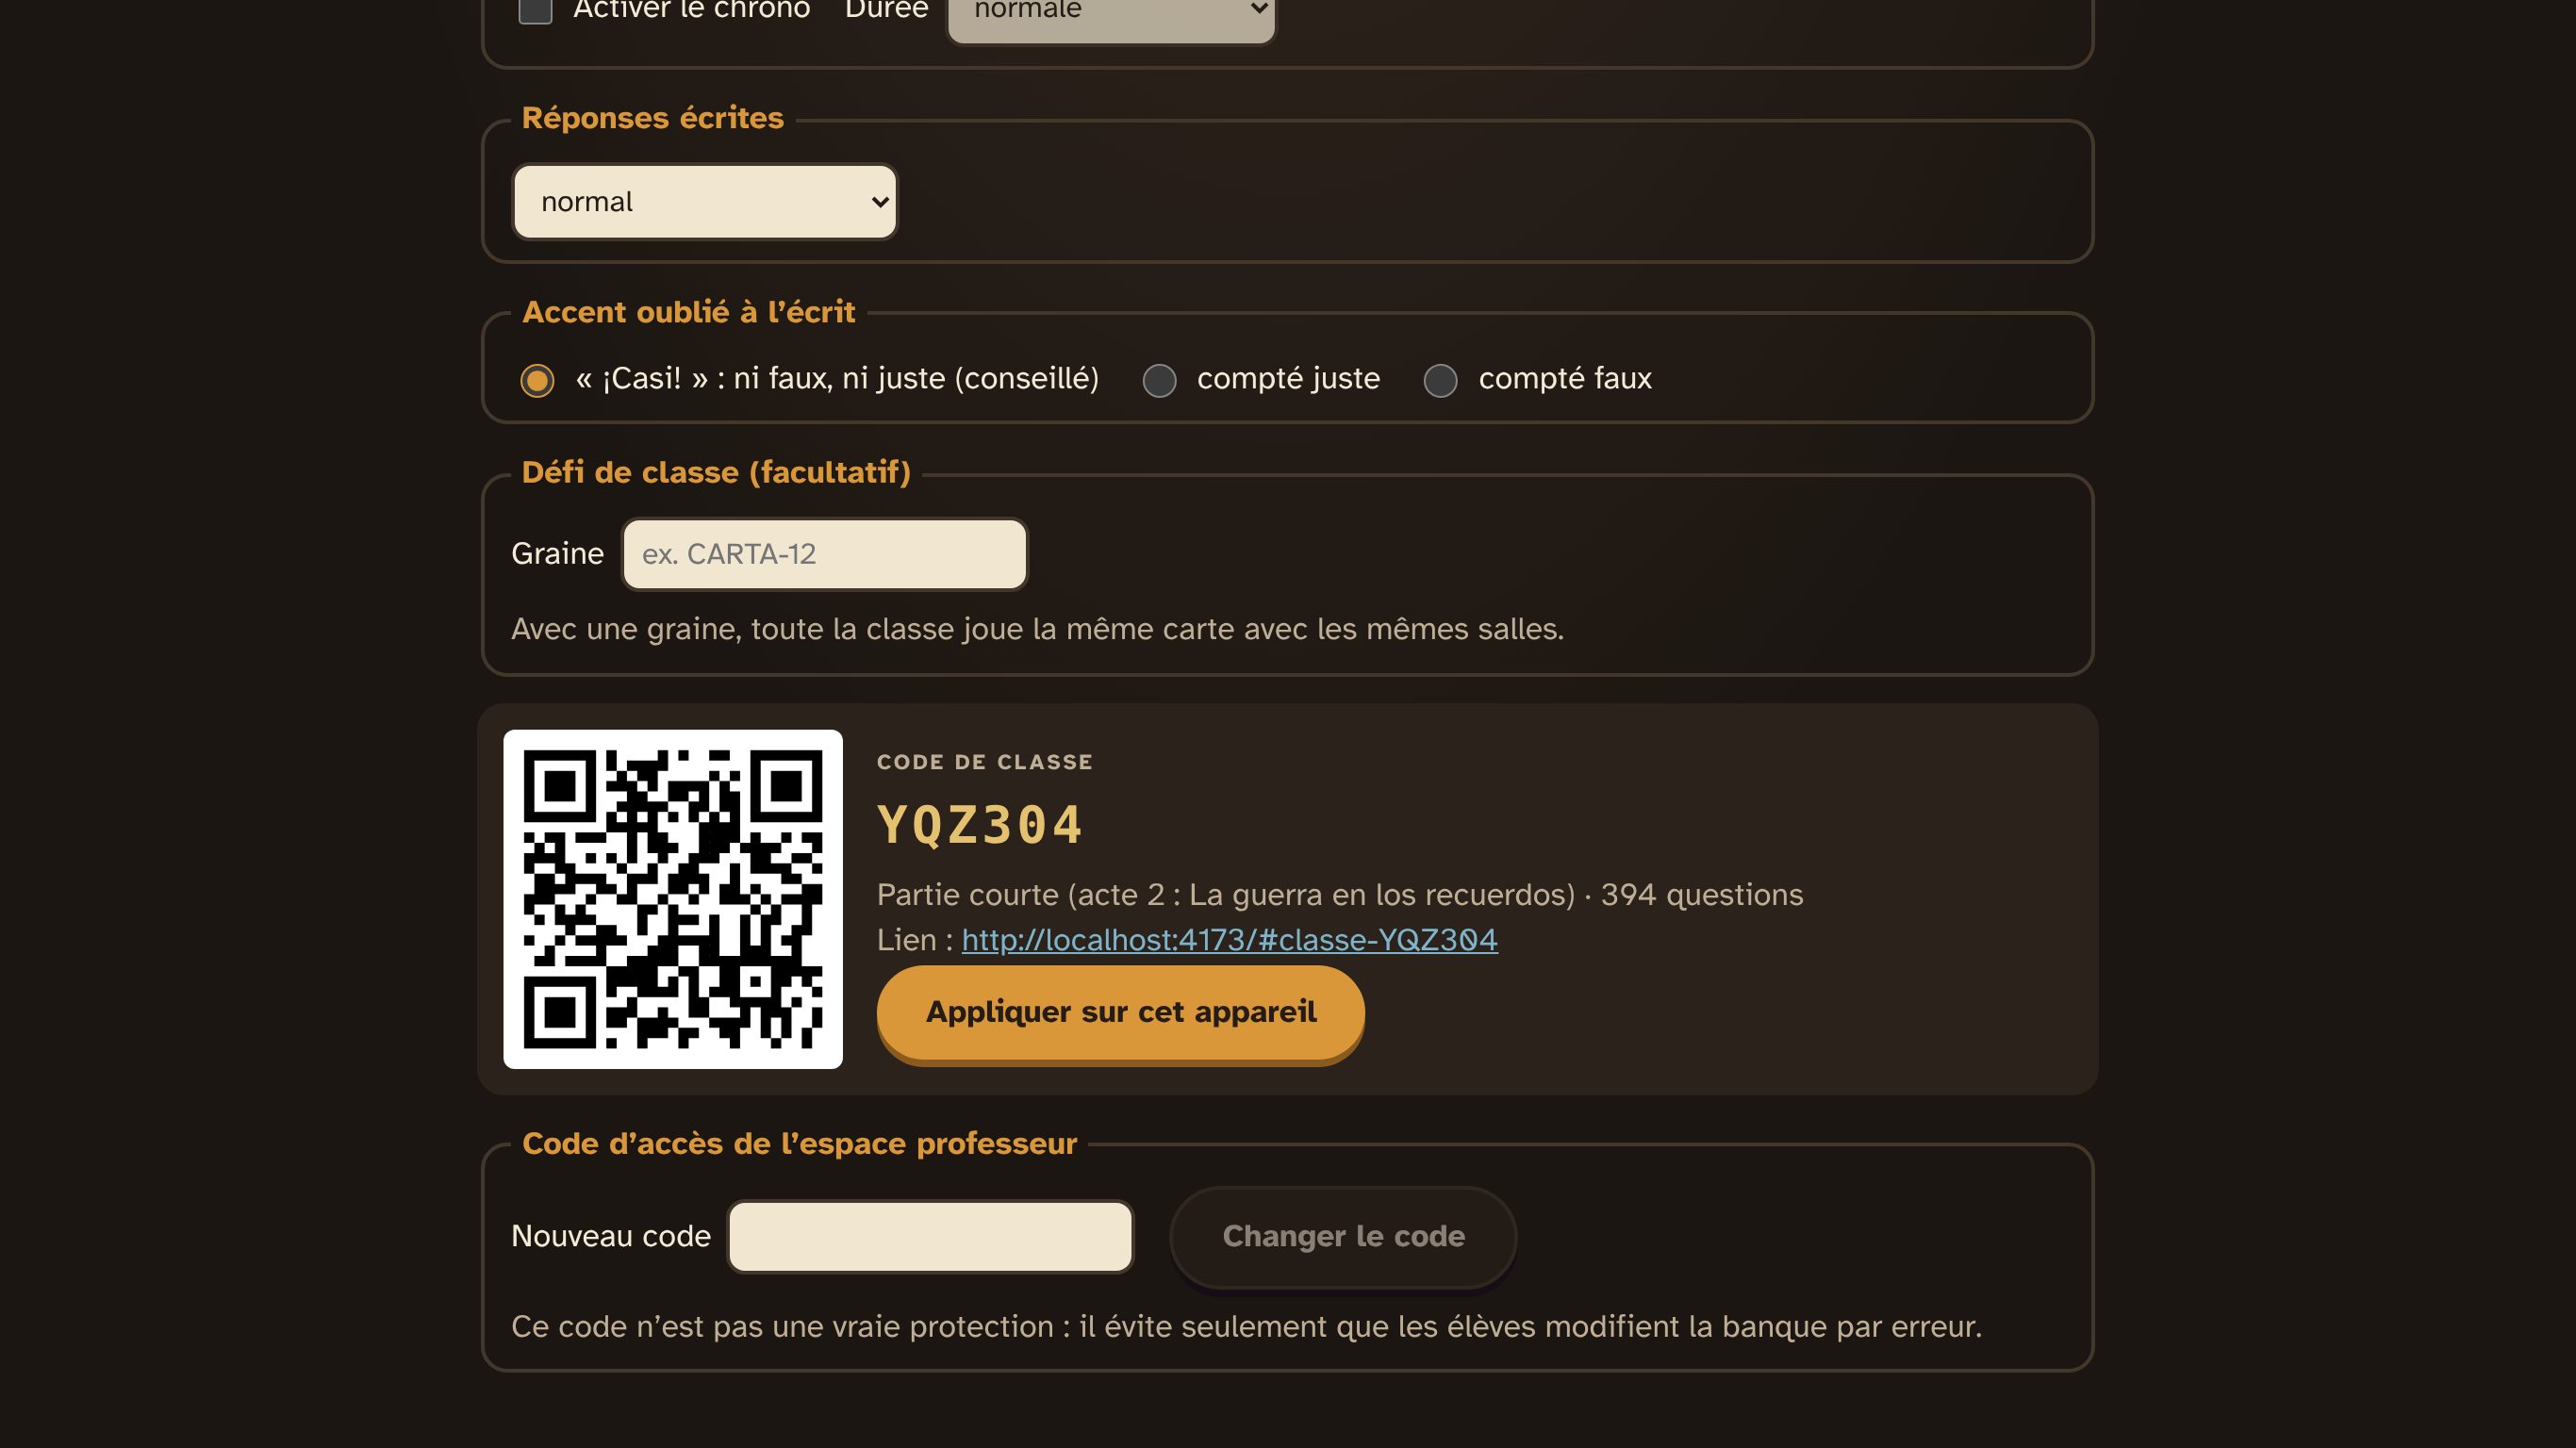 Activer le chrono Durée normale
Réponses écrites
normal
Accent oublié à l’écrit
« ¡Casi! » : ni faux, ni juste (conseillé) compté juste compté faux
Défi de classe (facultatif)
Graine ex. CARTA-12
Avec une graine, toute la classe joue la même carte avec les mêmes salles.
CODE DE CLASSE
YQZ304
Partie courte (acte 2 : La guerra en los recuerdos) · 394 questions
Lien : http://localhost:4173/#classe-YQZ304
Appliquer sur cet appareil
Code d’accès de l’espace professeur
Nouveau code Changer le code
Ce code n’est pas une vraie protection : il évite seulement que les élèves modifient la banque par erreur.